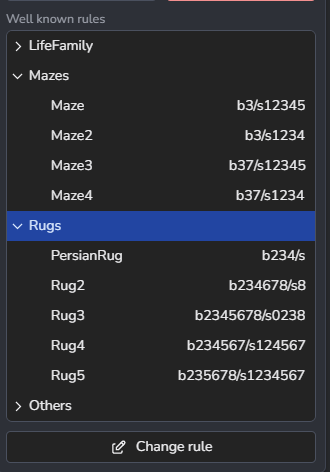 Well known rules
LifeFamily
Mazes
Maze b3/s12345
Maze2 b3/s1234
Maze3 b37/s12345
Maze4 b37/s1234
Rugs
PersianRug b234/s
Rug2 b234678/s8
Rug3 b2345678/s0238
Rug4 b234567/s124567
Rug5 b235678/s1234567
Others
Change rule